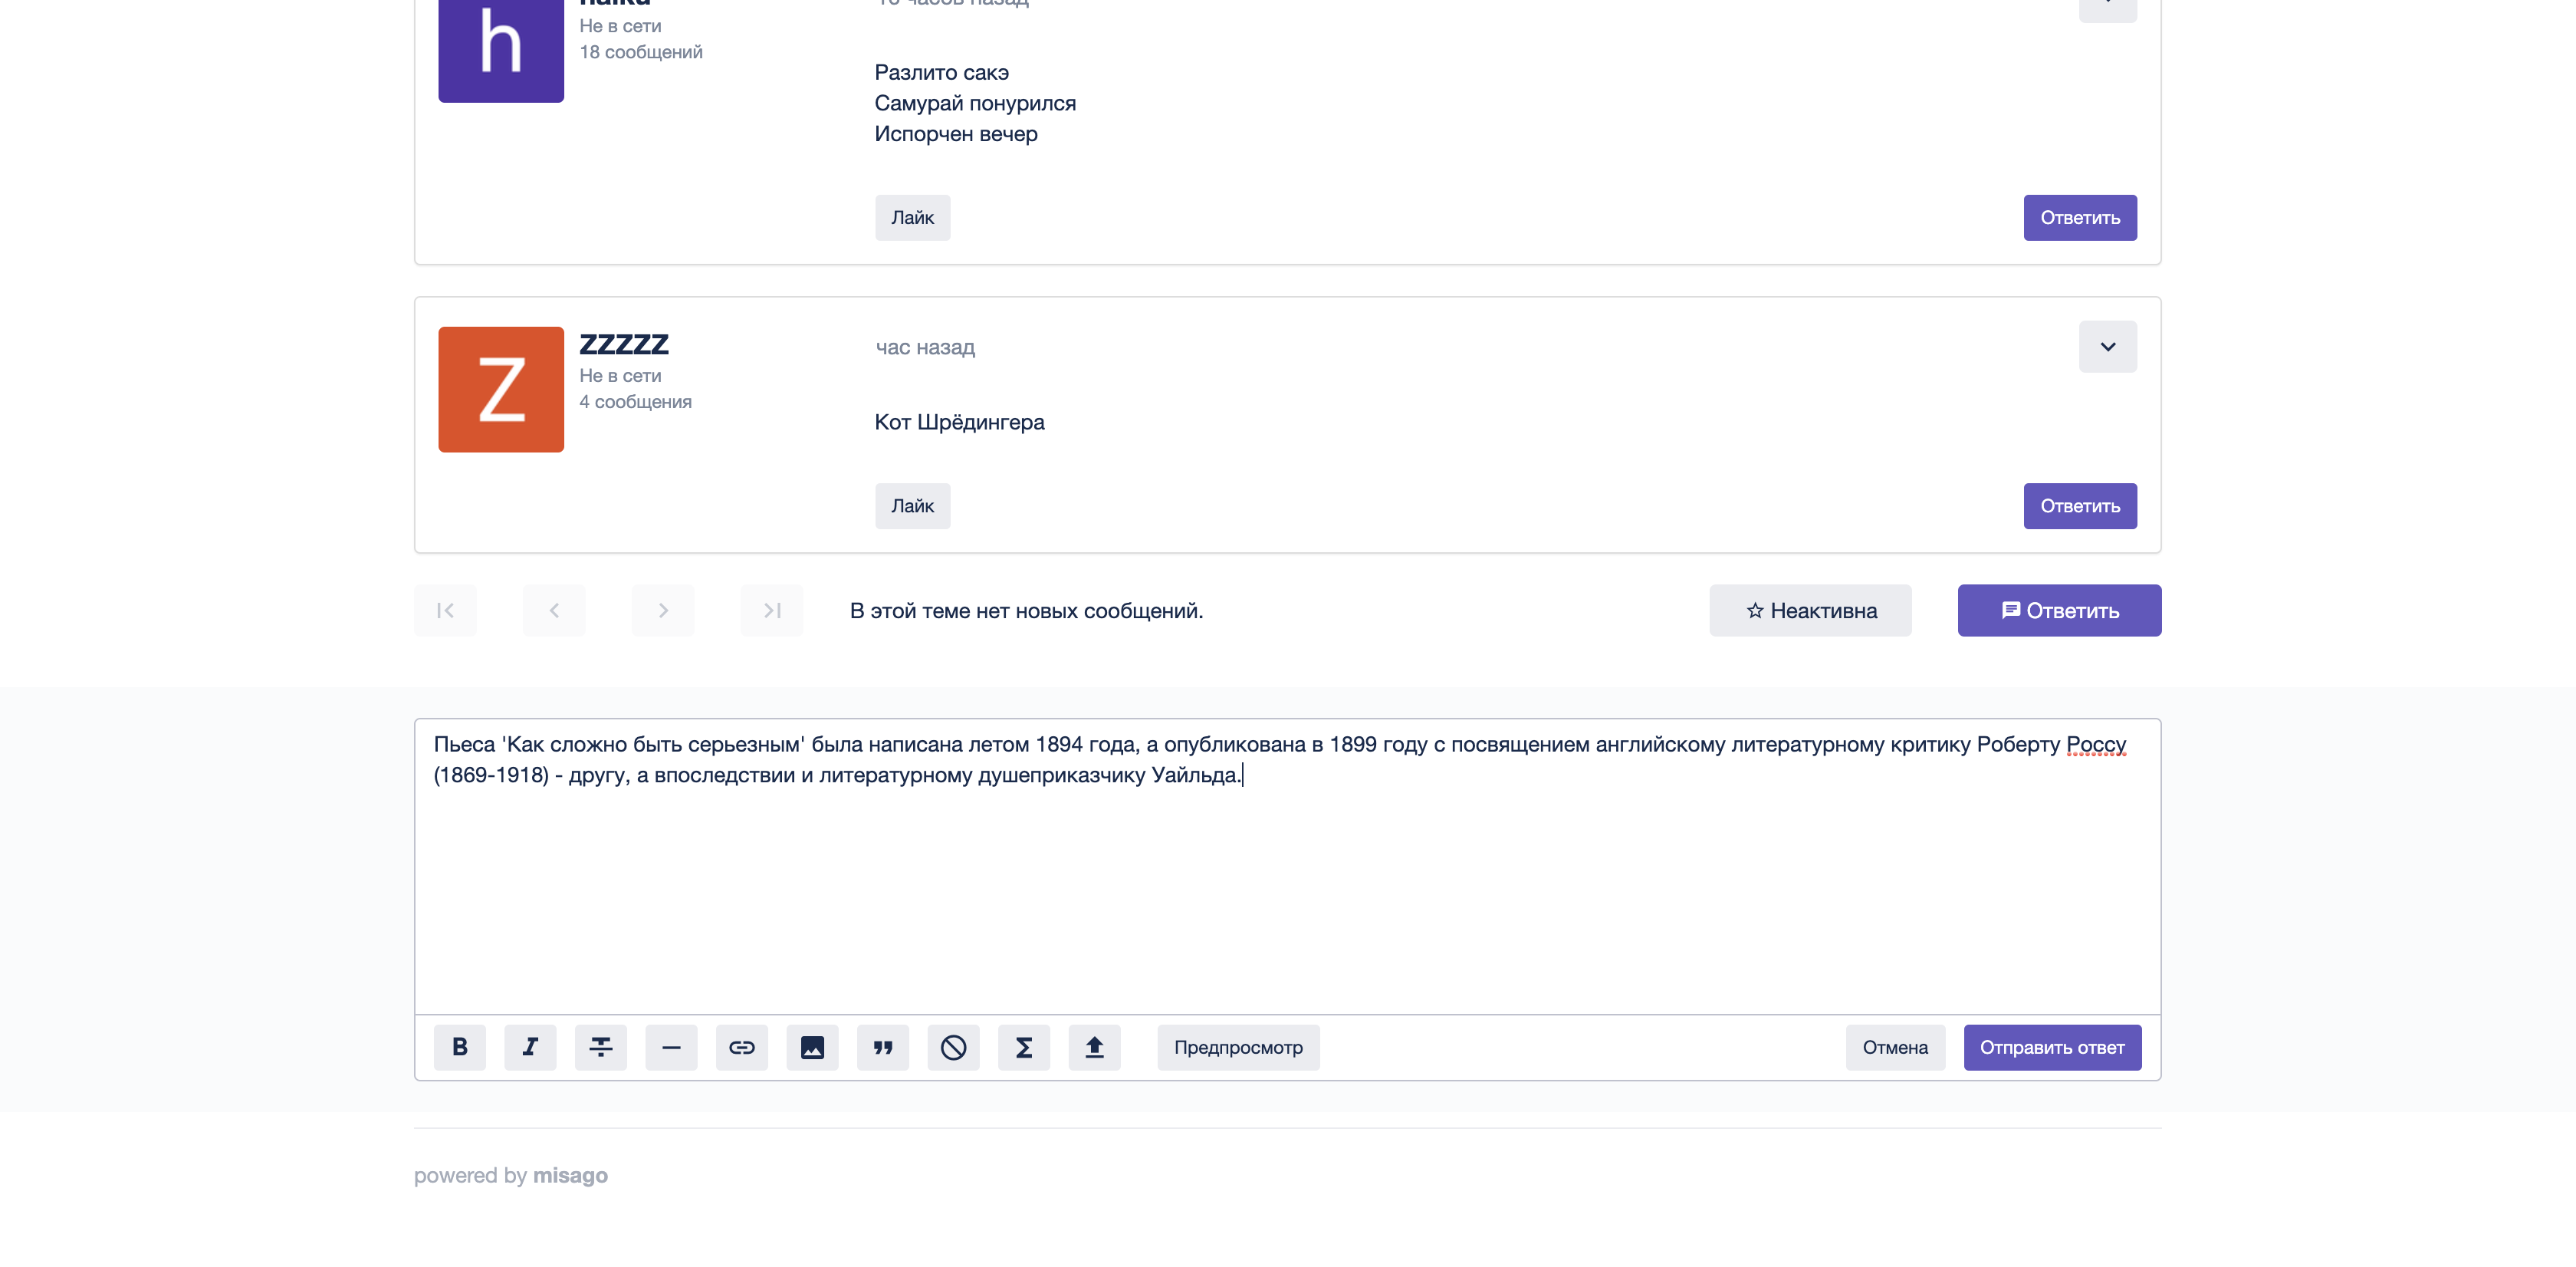 h
Не в сети
18 сообщений
Разлито сакэ
Самурай понурился
Испорчен вечер
Лайк
Ответить
Z
zzzzz
Не в сети
4 сообщения
час назад
Кот Шрёдингера
Лайк
Ответить
В этой теме нет новых сообщений.
Неактивна
Ответить
Пьеса 'Как сложно быть серьезным' была написана летом 1894 года, а опубликована в 1899 году с посвящением английскому литературному критику Роберту Россу
(1869-1918) - другу, а впоследствии и литературному душеприказчику Уайльда.
Предпросмотр
Отмена
Отправить ответ
powered by misago